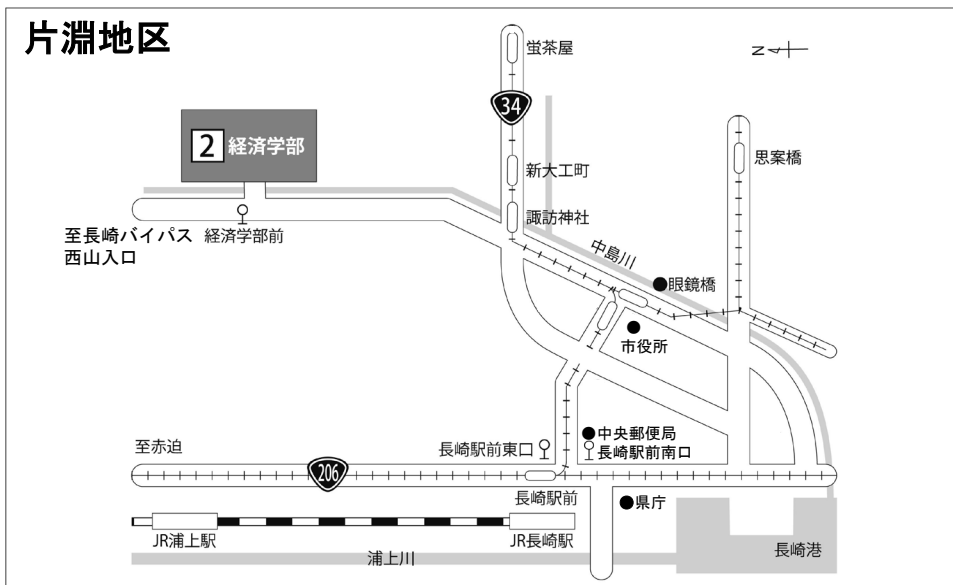 片淵地区
蛍茶屋
N
34
2 経済学部
新大工町
思案橋
諏訪神社
至長崎バイパス
西山入口
経済学部前
中島川
眼鏡橋
市役所
至赤迫
長崎駅前東口
中央郵便局
長崎駅前南口
206
長崎駅前
県庁
JR浦上駅
JR長崎駅
浦上川
長崎港